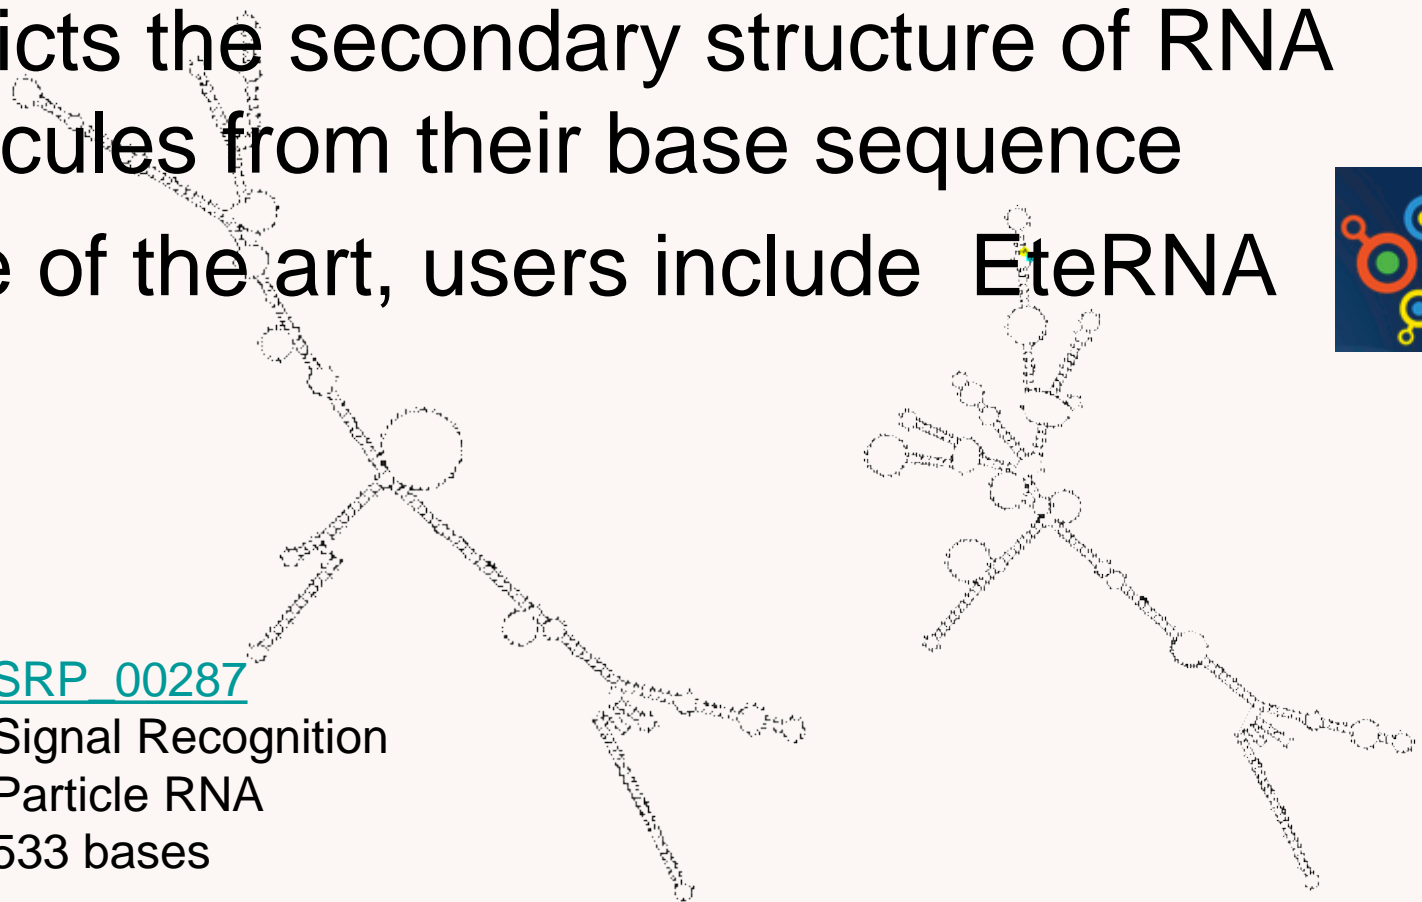 icts the secondary structure of RNA
cules from their base sequence
e of the art, users include EteRNA
SRP_00287
Signal Recognition
Particle RNA
533 bases